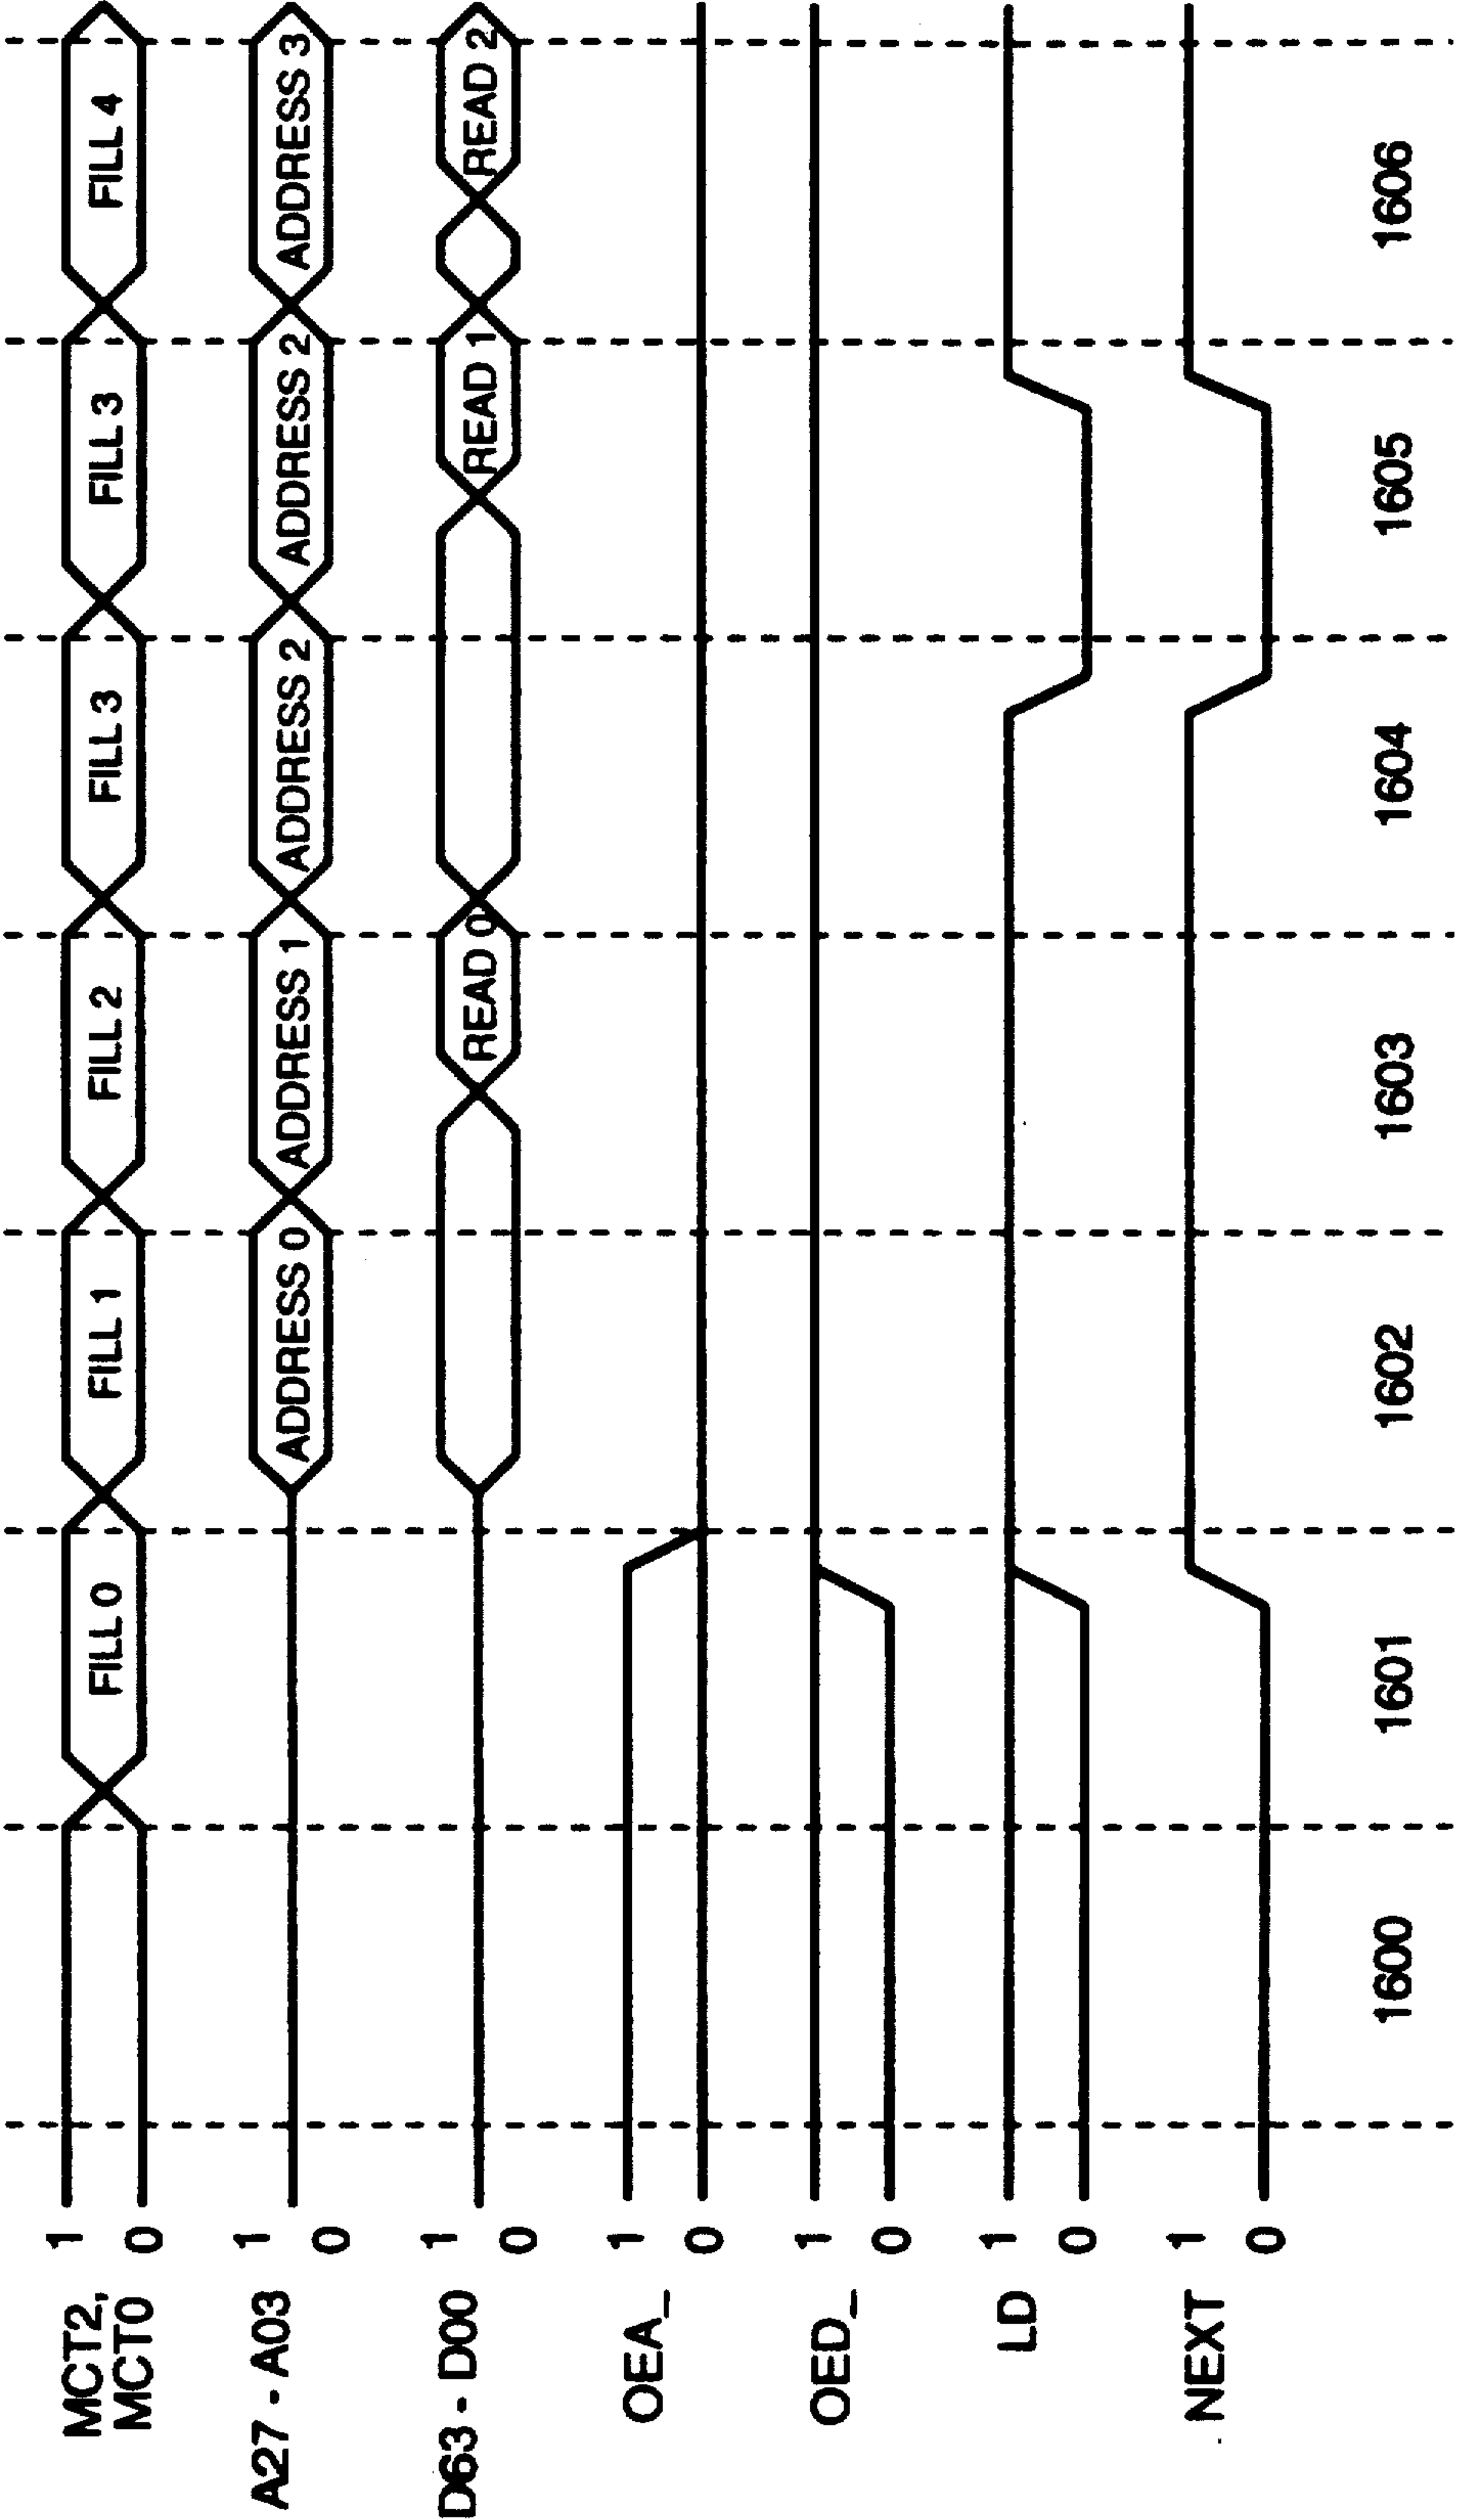 MCT2,
MCT0
1
0
FILL 0
FILL 1
FILL 2
FILL 3
FILL 3
FILL 4
A27 - A03
1
0
ADDRESS 0
ADDRESS 1
ADDRESS 2
ADDRESS 2
ADDRESS 3
D63 - D00
1
0
READ 0
READ 1
READ 2
OEA_
1
0
OED_
1
0
LD
1
0
NEXT
1
0
1600
1601
1602
1603
1604
1605
1606